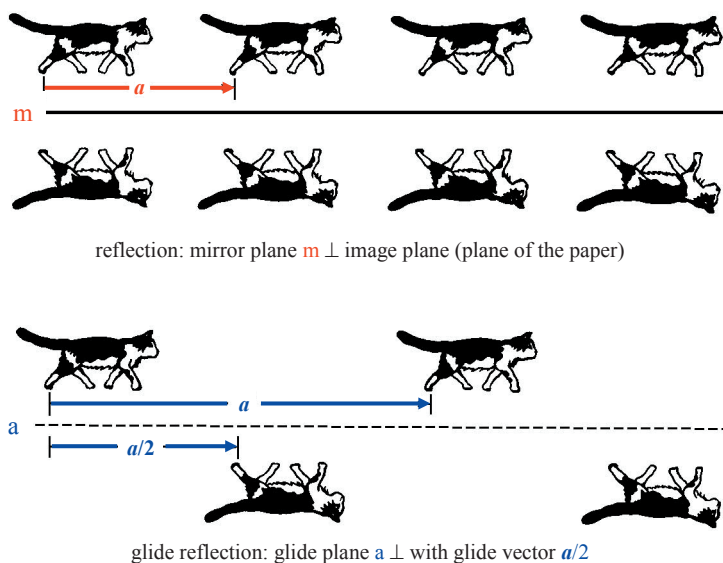 a
m
reflection: mirror plane m ⊥ image plane (plane of the paper)
a
a
a/2
glide reflection: glide plane a ⊥ with glide vector a/2